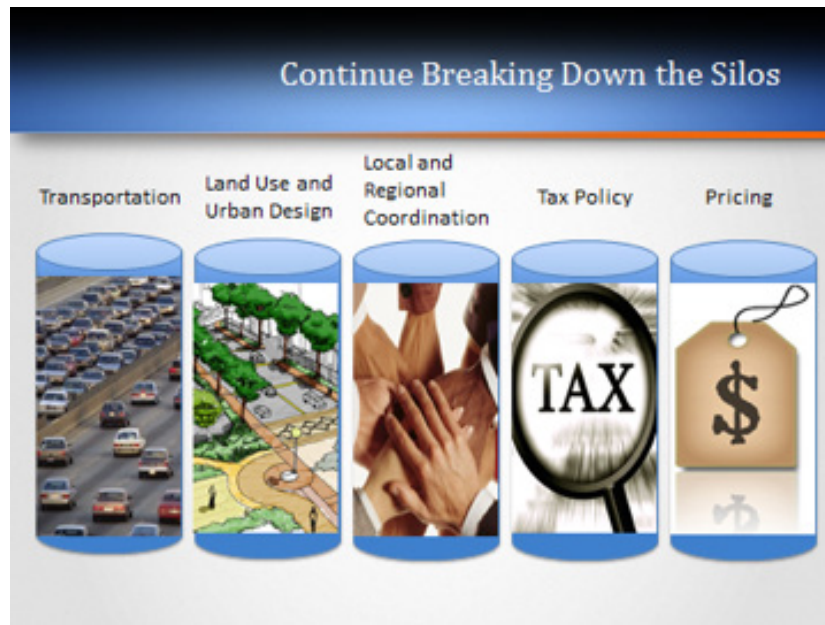 Continue Breaking Down the Silos
Transportation
Land Use and
Urban Design
Local and
Regional
Coordination
Tax Policy
Pricing
TAX
$